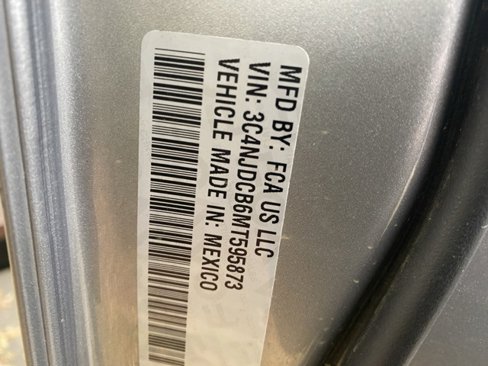 MFD BY: FCA US LLC
VIN: 3C4NJDCB6MT595873
VEHICLE MADE IN: MEXICO